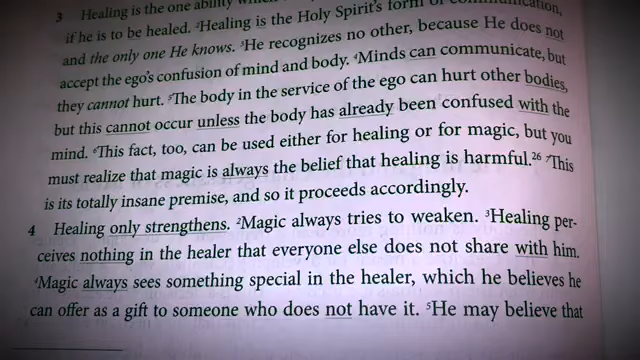 3 Healing is the one ability
if he is to be healed. ²Healing is the Holy Spirit's form of communication,
and the only one He knows. ³He recognizes no other, because He does not
accept the ego's confusion of mind and body. ⁴Minds can communicate, but
they cannot hurt. ⁵The body in the service of the ego can hurt other bodies,
but this cannot occur unless the body has already been confused with the
mind. ⁶This fact, too, can be used either for healing or for magic, but you
must realize that magic is always the belief that healing is harmful.²⁶ ⁷This
is its totally insane premise, and so it proceeds accordingly.
4 Healing only strengthens. ²Magic always tries to weaken. ³Healing per-
ceives nothing in the healer that everyone else does not share with him.
⁴Magic always sees something special in the healer, which he believes he
can offer as a gift to someone who does not have it. ⁵He may believe that